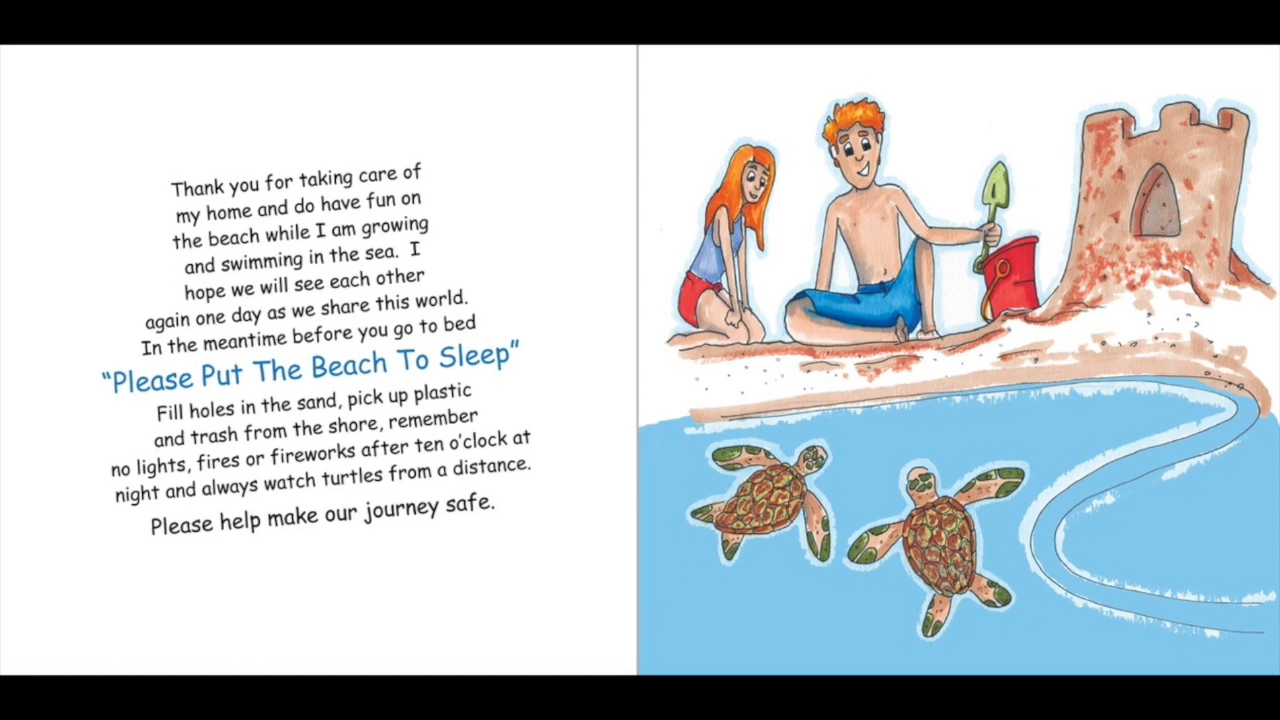 Thank you for taking care of
my home and do have fun on
the beach while I am growing
and swimming in the sea. I
hope we will see each other
again one day as we share this world.
In the meantime before you go to bed
“Please Put The Beach To Sleep”
Fill holes in the sand, pick up plastic
and trash from the shore, remember
no lights, fires or fireworks after ten o’clock at
night and always watch turtles from a distance.
Please help make our journey safe.